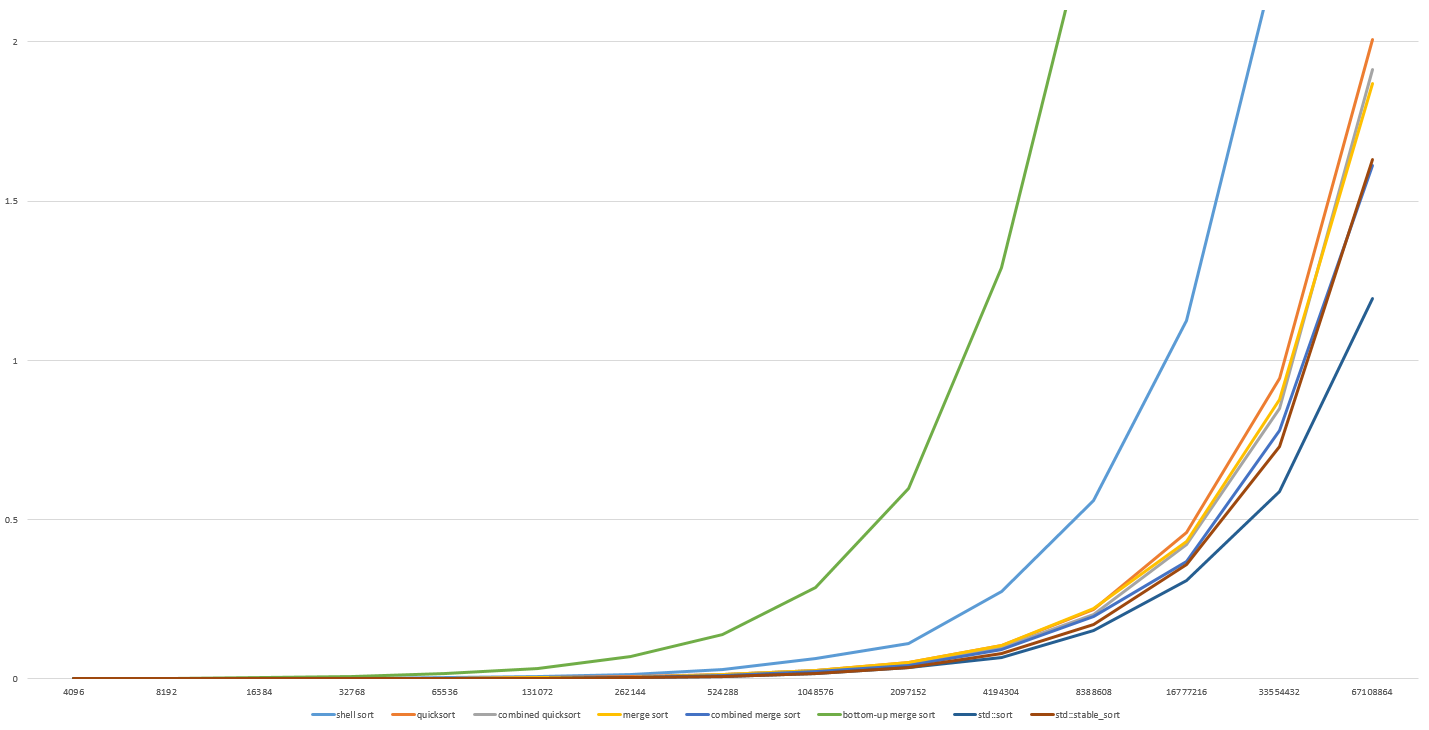 2
1.5
1
0.5
0
4096 8192 16384 32768 65536 131072 262144 524288 1048576 2097152 4194304 8388608 16777216 33554432 67108864
shell sort quicksort combined quicksort merge sort combined merge sort bottom-up merge sort std::sort std::stable_sort